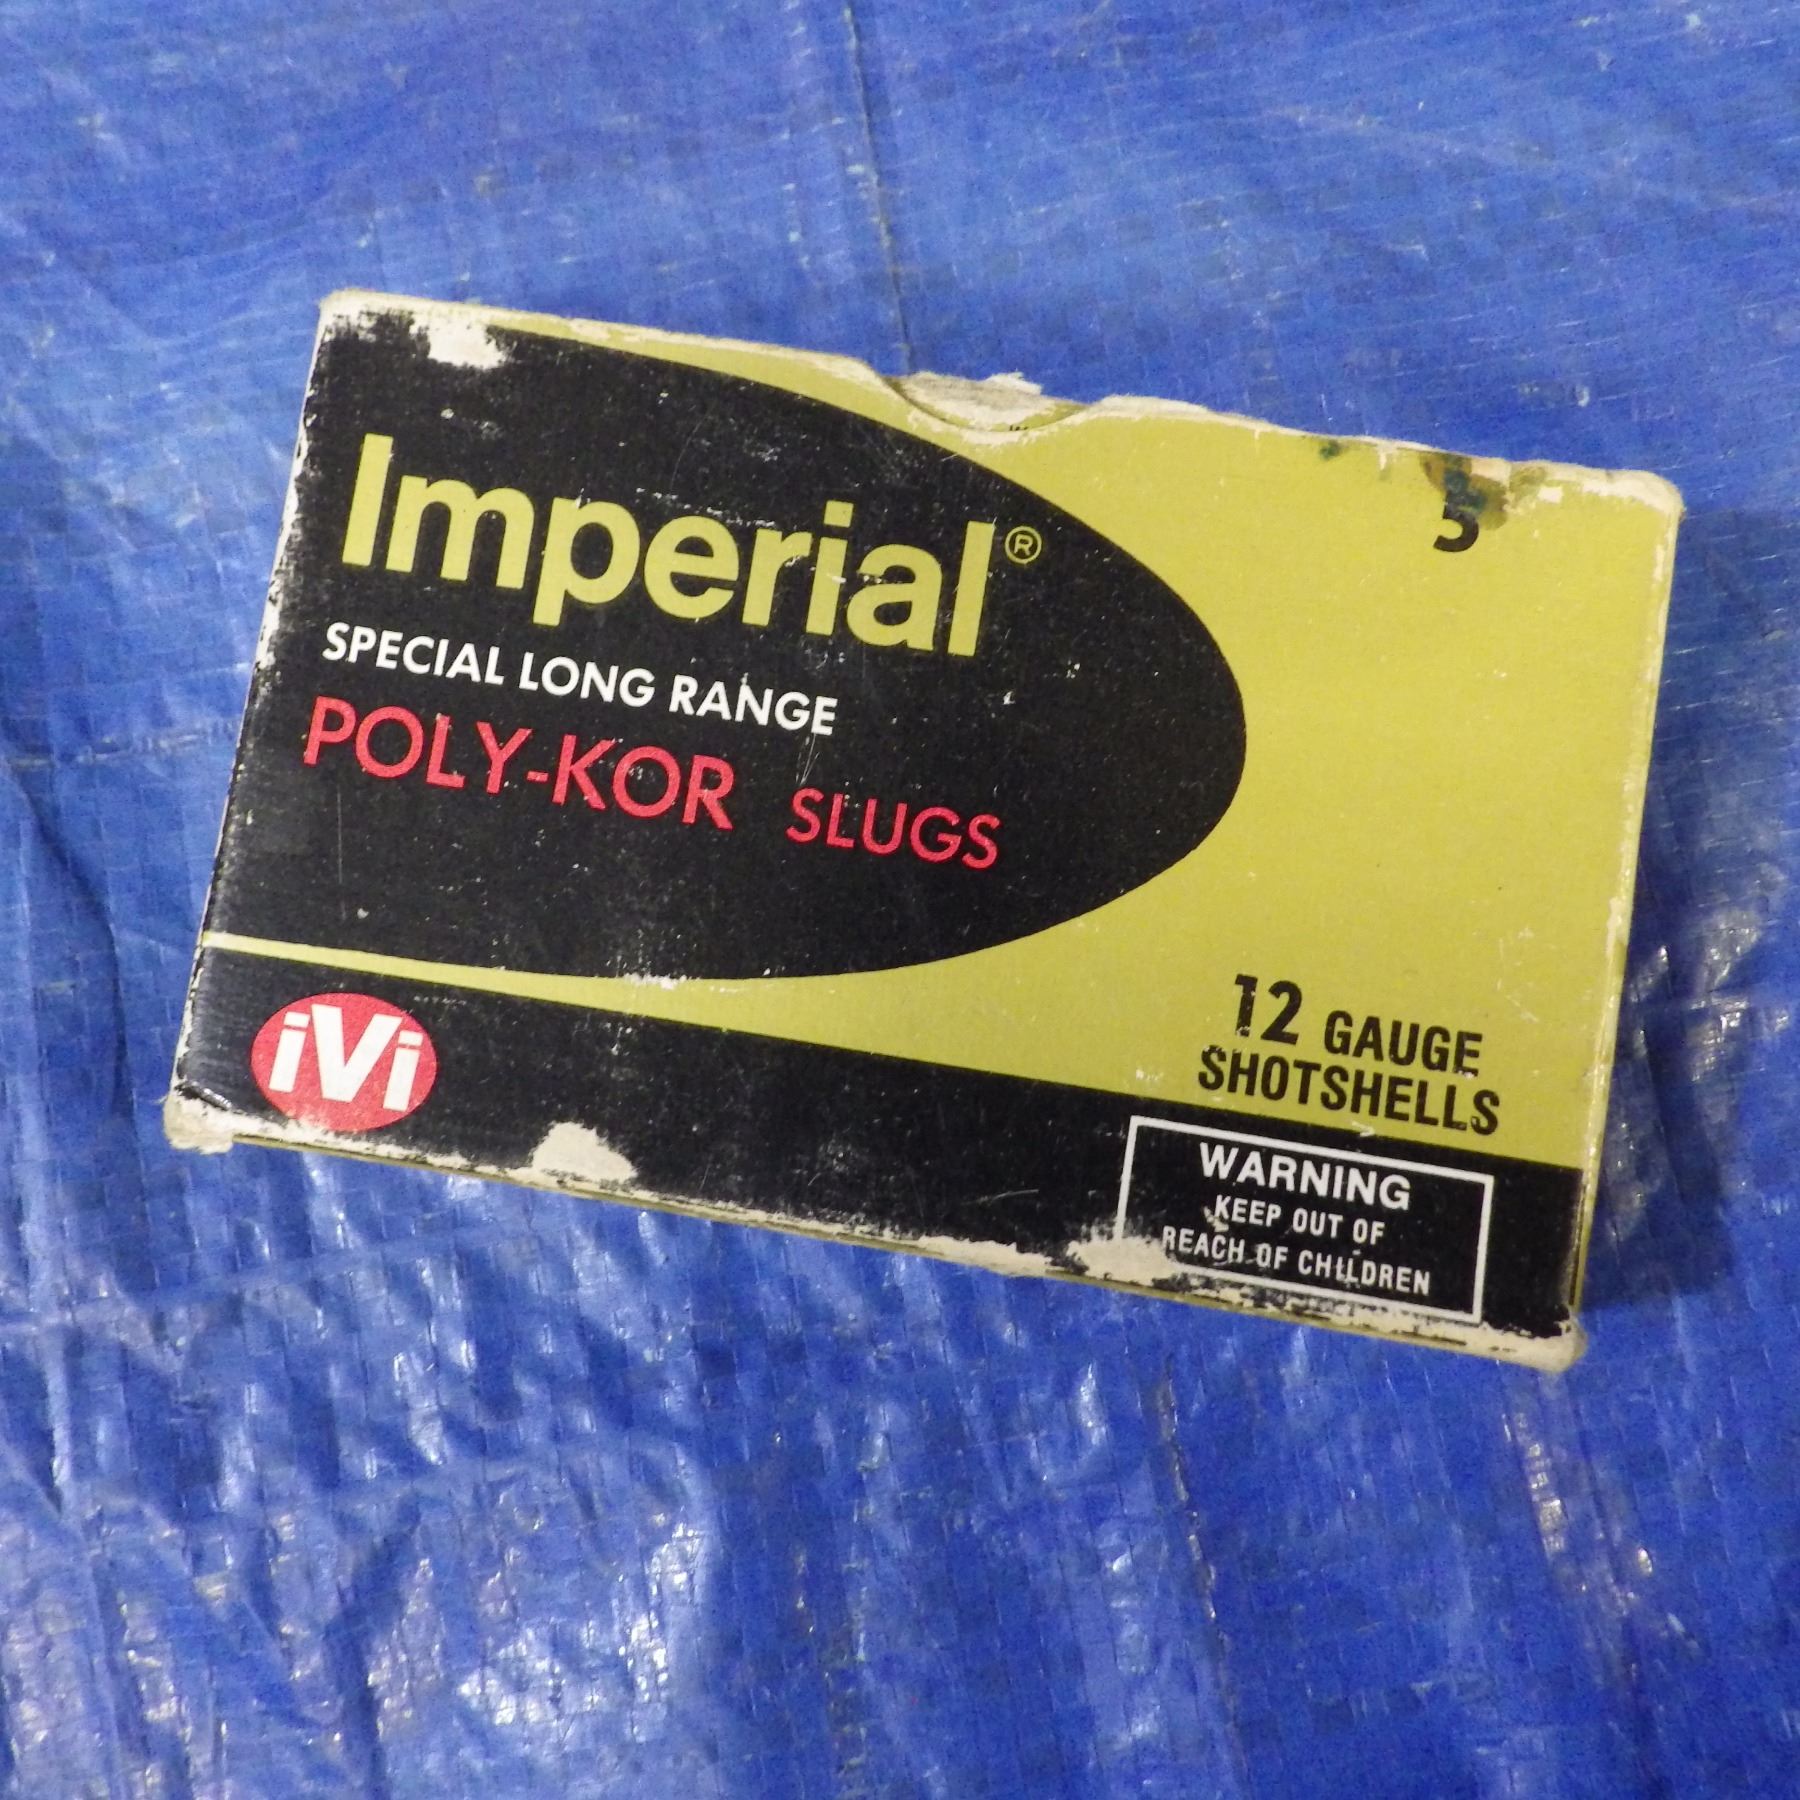 Imperial®
SPECIAL LONG RANGE
POLY-KOR SLUGS
5
iVi
12 GAUGE
SHOTSHELLS
WARNING
KEEP OUT OF
REACH OF CHILDREN